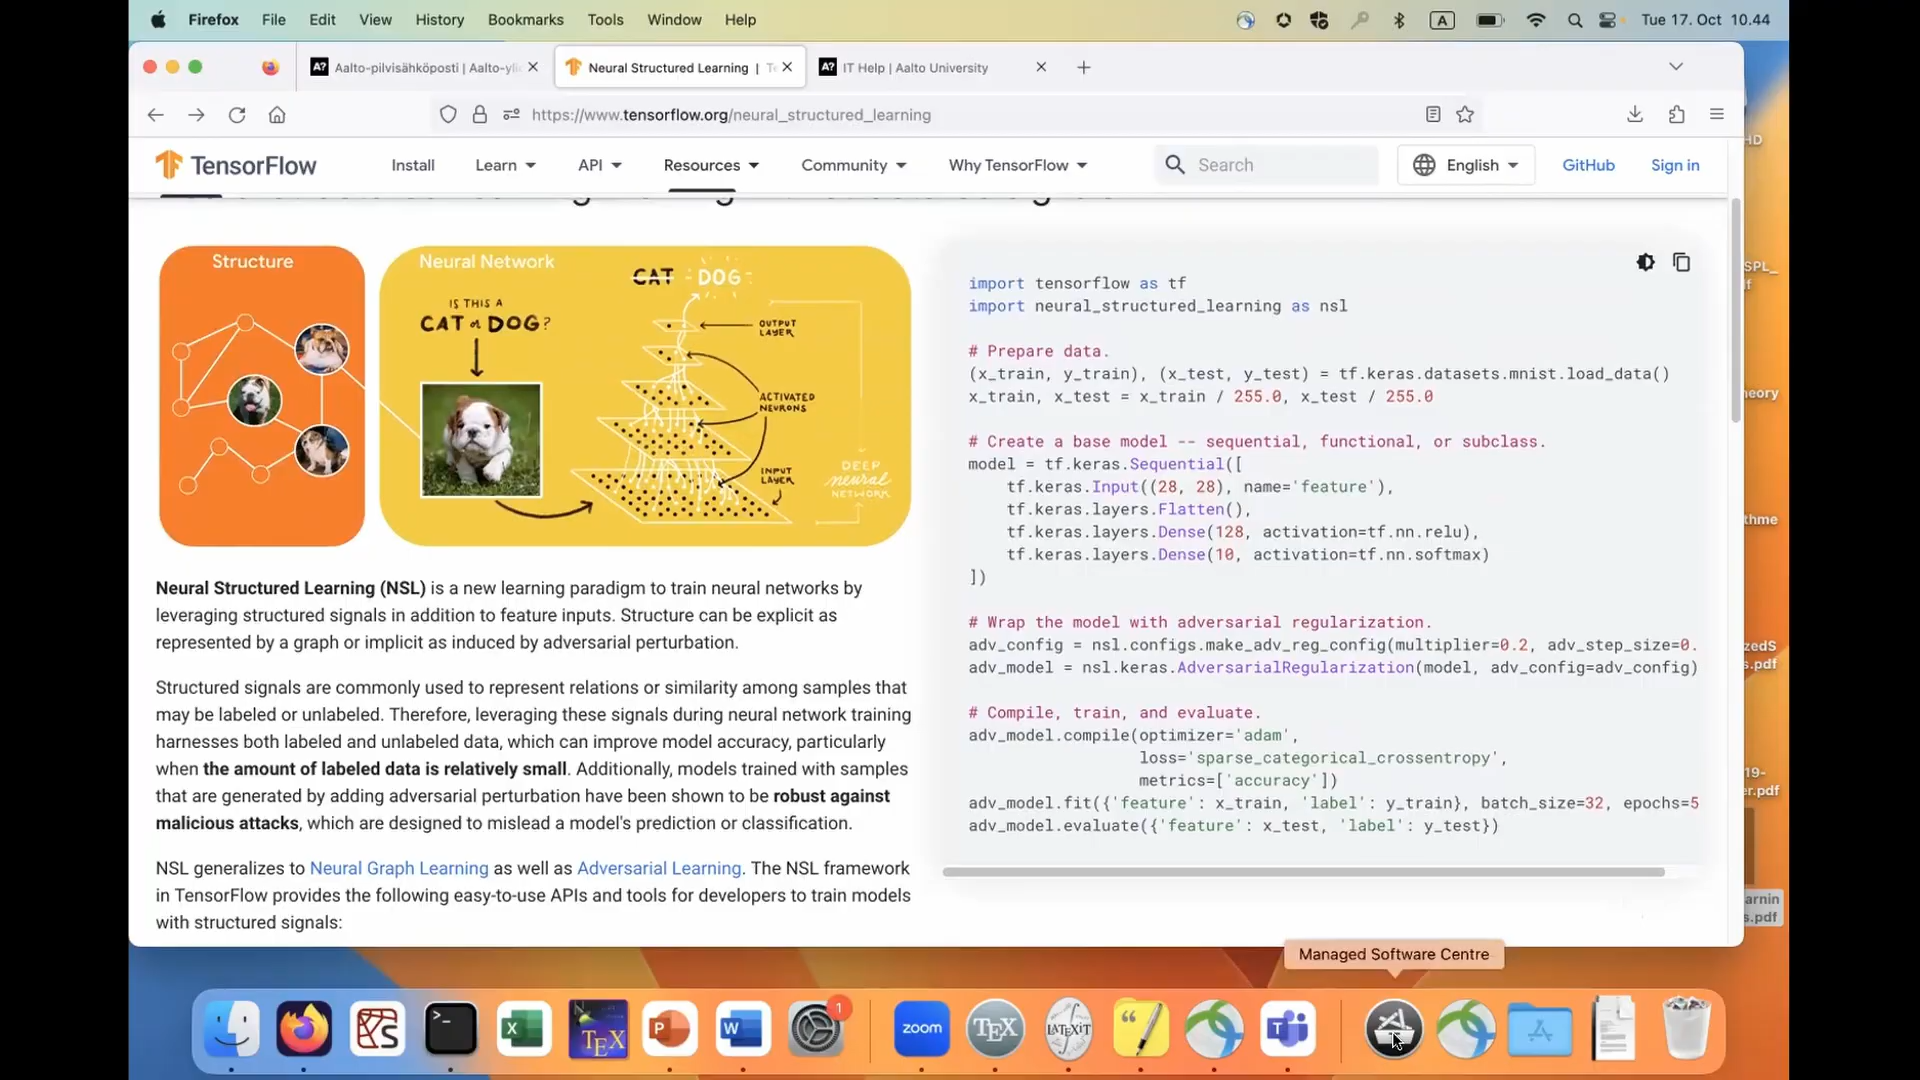 Firefox File Edit View History Bookmarks Tools Window Help
A Tue 17. Oct 10.44
A? Aalto-pilvisähköposti | Aalto-yli
Neural Structured Learning |
A? IT Help | Aalto University
https://www.tensorflow.org/neural_structured_learning
TensorFlow Install Learn API Resources Community Why TensorFlow Search English GitHub Sign in
Structure
Neural Network
IS THIS A
CAT or DOG?
CAT DOG
OUTPUT
LAYER
ACTIVATED
NEURONS
INPUT
LAYER
DEEP
neural
NETWORK
Neural Structured Learning (NSL) is a new learning paradigm to train neural networks by
leveraging structured signals in addition to feature inputs. Structure can be explicit as
represented by a graph or implicit as induced by adversarial perturbation.
Structured signals are commonly used to represent relations or similarity among samples that
may be labeled or unlabeled. Therefore, leveraging these signals during neural network training
harnesses both labeled and unlabeled data, which can improve model accuracy, particularly
when the amount of labeled data is relatively small. Additionally, models trained with samples
that are generated by adding adversarial perturbation have been shown to be robust against
malicious attacks, which are designed to mislead a model's prediction or classification.
NSL generalizes to Neural Graph Learning as well as Adversarial Learning. The NSL framework
in TensorFlow provides the following easy-to-use APIs and tools for developers to train models
with structured signals:
import tensorflow as tf
import neural_structured_learning as nsl
# Prepare data.
(x_train, y_train), (x_test, y_test) = tf.keras.datasets.mnist.load_data()
x_train, x_test = x_train / 255.0, x_test / 255.0
# Create a base model -- sequential, functional, or subclass.
model = tf.keras.Sequential([
tf.keras.Input((28, 28), name='feature'),
tf.keras.layers.Flatten(),
tf.keras.layers.Dense(128, activation=tf.nn.relu),
tf.keras.layers.Dense(10, activation=tf.nn.softmax)
])
# Wrap the model with adversarial regularization.
adv_config = nsl.configs.make_adv_reg_config(multiplier=0.2, adv_step_size=0.
adv_model = nsl.keras.AdversarialRegularization(model, adv_config=adv_config)
# Compile, train, and evaluate.
adv_model.compile(optimizer='adam',
loss='sparse_categorical_crossentropy',
metrics=['accuracy'])
adv_model.fit({'feature': x_train, 'label': y_train}, batch_size=32, epochs=5
adv_model.evaluate({'feature': x_test, 'label': y_test})
HD
SPL_
f
eory
thme
zedS
s.pdf
19-
er.pdf
arnin
s.pdf
Managed Software Centre
>_
X
TEX
P
W
1
zoom
TEX
LATEXiT
T